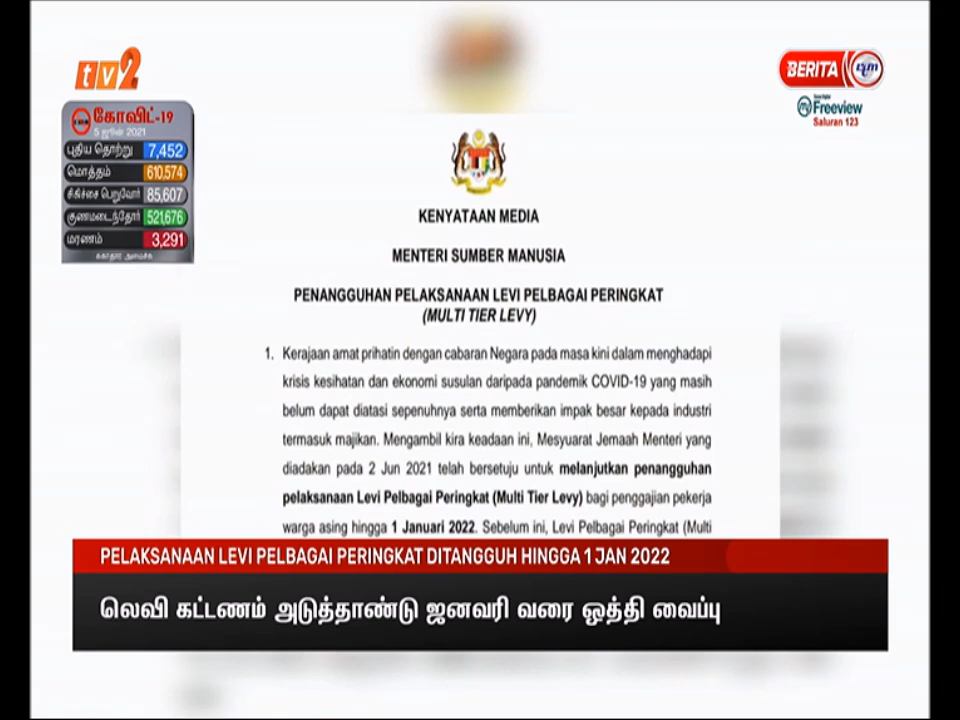 tv2
BERITA rtm
myFreeview
Saluran 123
கோவிட்-19
5 ஜூன் 2021
புதிய தொற்று 7,452
மொத்தம் 610,574
சிகிச்சை பெறுவோர் 85,607
குணமடைந்தோர் 521,676
மரணம் 3,291
சுகாதார அமைச்சு
KENYATAAN MEDIA
MENTERI SUMBER MANUSIA
PENANGGUHAN PELAKSANAAN LEVI PELBAGAI PERINGKAT
(MULTI TIER LEVY)
1. Kerajaan amat prihatin dengan cabaran Negara pada masa kini dalam menghadapi
krisis kesihatan dan ekonomi susulan daripada pandemik COVID-19 yang masih
belum dapat diatasi sepenuhnya serta memberikan impak besar kepada industri
termasuk majikan. Mengambil kira keadaan ini, Mesyuarat Jemaah Menteri yang
diadakan pada 2 Jun 2021 telah bersetuju untuk melanjutkan penangguhan
pelaksanaan Levi Pelbagai Peringkat (Multi Tier Levy) bagi penggajian pekerja
warga asing hingga 1 Januari 2022. Sebelum ini, Levi Pelbagai Peringkat (Multi
PELAKSANAAN LEVI PELBAGAI PERINGKAT DITANGGUH HINGGA 1 JAN 2022
லெவி கட்டணம் அடுத்தாண்டு ஜனவரி வரை ஒத்தி வைப்பு